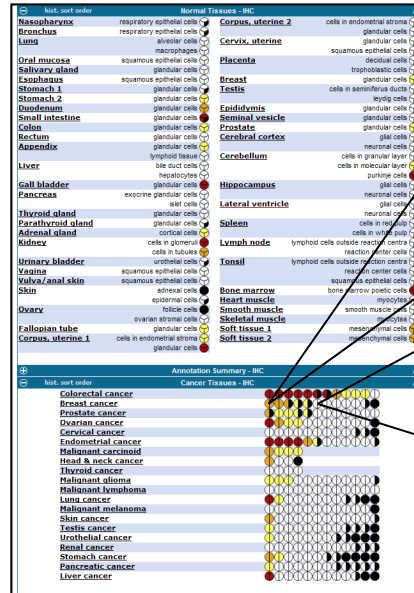 hist. sort order Normal Tissues - IHC
Nasopharynx respiratory epithelial cells
Bronchus respiratory epithelial cells
Lung alveolar cells
macrophages
Oral mucosa squamous epithelial cells
Salivary gland glandular cells
Esophagus squamous epithelial cells
Stomach 1 glandular cells
Stomach 2 glandular cells
Duodenum glandular cells
Small intestine glandular cells
Colon glandular cells
Rectum glandular cells
Appendix glandular cells
lymphoid tissue
Liver bile duct cells
hepatocytes
Gall bladder glandular cells
Pancreas exocrine glandular cells
islet cells
Thyroid gland glandular cells
Parathyroid gland glandular cells
Adrenal gland cortical cells
Kidney cells in glomeruli
cells in tubules
Urinary bladder urothelial cells
Vagina squamous epithelial cells
Vulva/anal skin squamous epithelial cells
Skin adnexal cells
epidermal cells
Ovary follicle cells
ovarian stromal cells
Fallopian tube glandular cells
Corpus, uterine 1 cells in endometrial stroma
glandular cells
Corpus, uterine 2 cells in endometrial stroma
glandular cells
Cervix, uterine glandular cells
squamous epithelial cells
Placenta decidual cells
trophoblastic cells
Breast glandular cells
Testis cells in seminiferus ducts
leydig cells
Epididymis glandular cells
Seminal vesicle glandular cells
Prostate glandular cells
Cerebral cortex glial cells
neuronal cells
Cerebellum cells in granular layer
cells in molecular layer
purkinje cells
Hippocampus glial cells
neuronal cells
Lateral ventricle glial cells
neuronal cells
Spleen cells in red pulp
cells in white pulp
Lymph node lymphoid cells outside reaction centra
reaction center cells
Tonsil lymphoid cells outside reaction centra
reaction center cells
squamous epithelial cells
Bone marrow bone marrow poetic cells
Heart muscle myocytes
Smooth muscle smooth muscle cells
Skeletal muscle myocytes
Soft tissue 1 mesenchymal cells
Soft tissue 2 mesenchymal cells
Annotation Summary - IHC
hist. sort order Cancer Tissues - IHC
Colorectal cancer
Breast cancer
Prostate cancer
Ovarian cancer
Cervical cancer
Endometrial cancer
Malignant carcinoid
Head & neck cancer
Thyroid cancer
Malignant glioma
Malignant lymphoma
Lung cancer
Malignant melanoma
Skin cancer
Testis cancer
Urothelial cancer
Renal cancer
Stomach cancer
Pancreatic cancer
Liver cancer